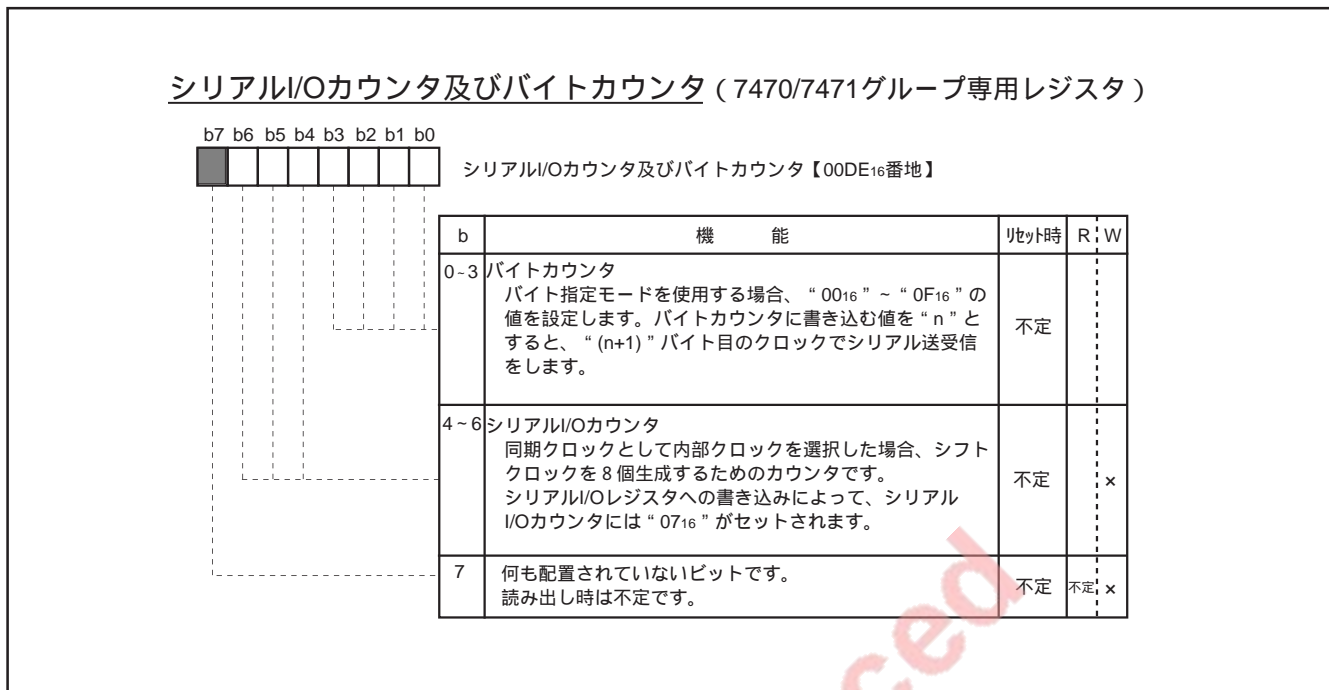 シリアルI/Oカウンタ及びバイトカウンタ（7470/7471グループ専用レジスタ）
b7 b6 b5 b4 b3 b2 b1 b0
シリアルI/Oカウンタ及びバイトカウンタ【00DE16番地】
b 機 能 リセット時 R W
0~3 バイトカウンタ
バイト指定モードを使用する場合、“0016”~“0F16”の
値を設定します。バイトカウンタに書き込む値を“n”と
すると、“(n+1)”バイト目のクロックでシリアル送受信
をします。
不定
4~6 シリアルI/Oカウンタ
同期クロックとして内部クロックを選択した場合、シフト
クロックを8個生成するためのカウンタです。
シリアルI/Oレジスタへの書き込みによって、シリアル
I/Oカウンタには“0716”がセットされます。
不定 ×
7 何も配置されていないビットです。
読み出し時は不定です。
不定 不定 ×
ced